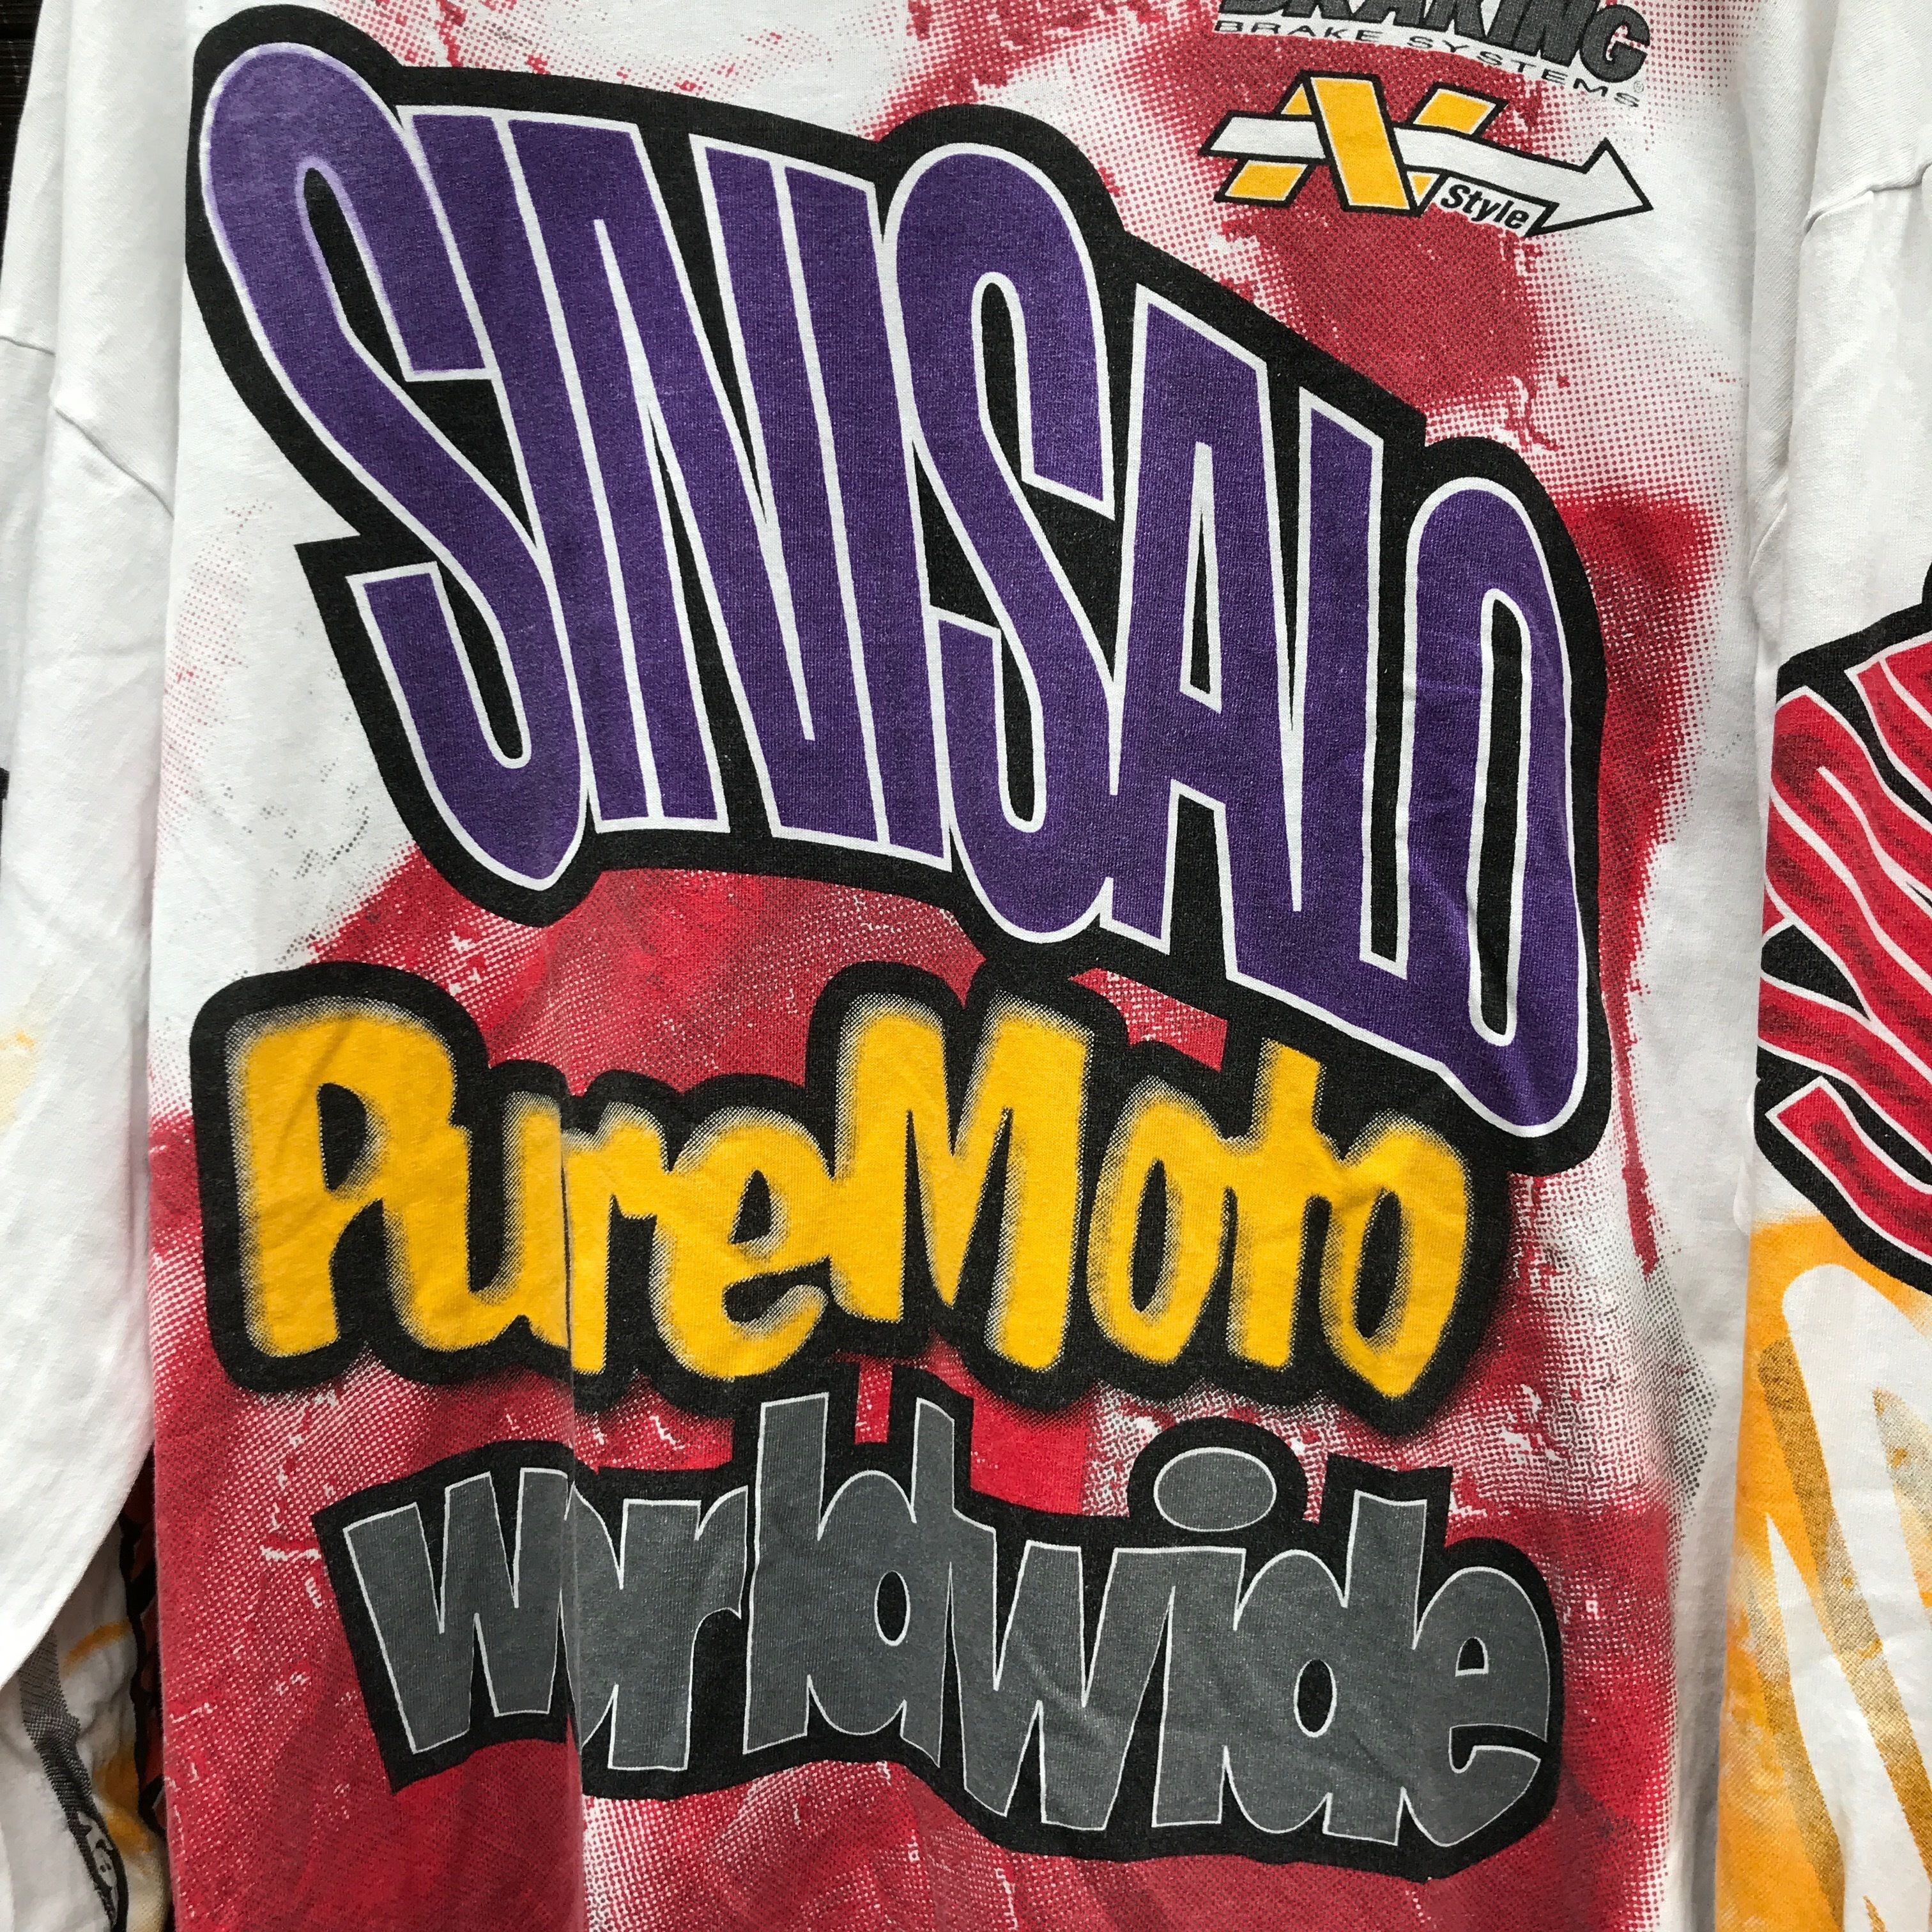 BRAKING
BRAKE SYSTEMS®
N Style
SINISALO
PureMoto
worldwide